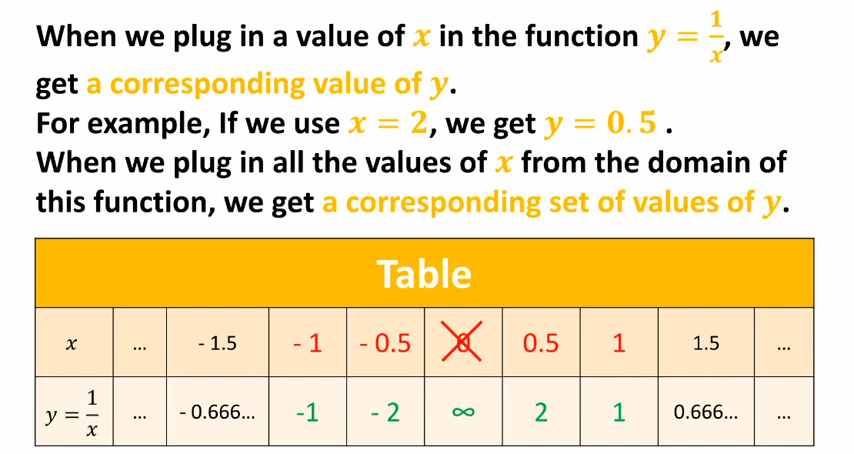 When we plug in a value of x in the function y = 1/x, we
get a corresponding value of y.
For example, If we use x = 2, we get y = 0.5 .
When we plug in all the values of x from the domain of
this function, we get a corresponding set of values of y.
Table
x ... - 1.5 - 1 - 0.5 0 0.5 1 1.5 ...
y = 1/x ... - 0.666... -1 - 2 ∞ 2 1 0.666... ...